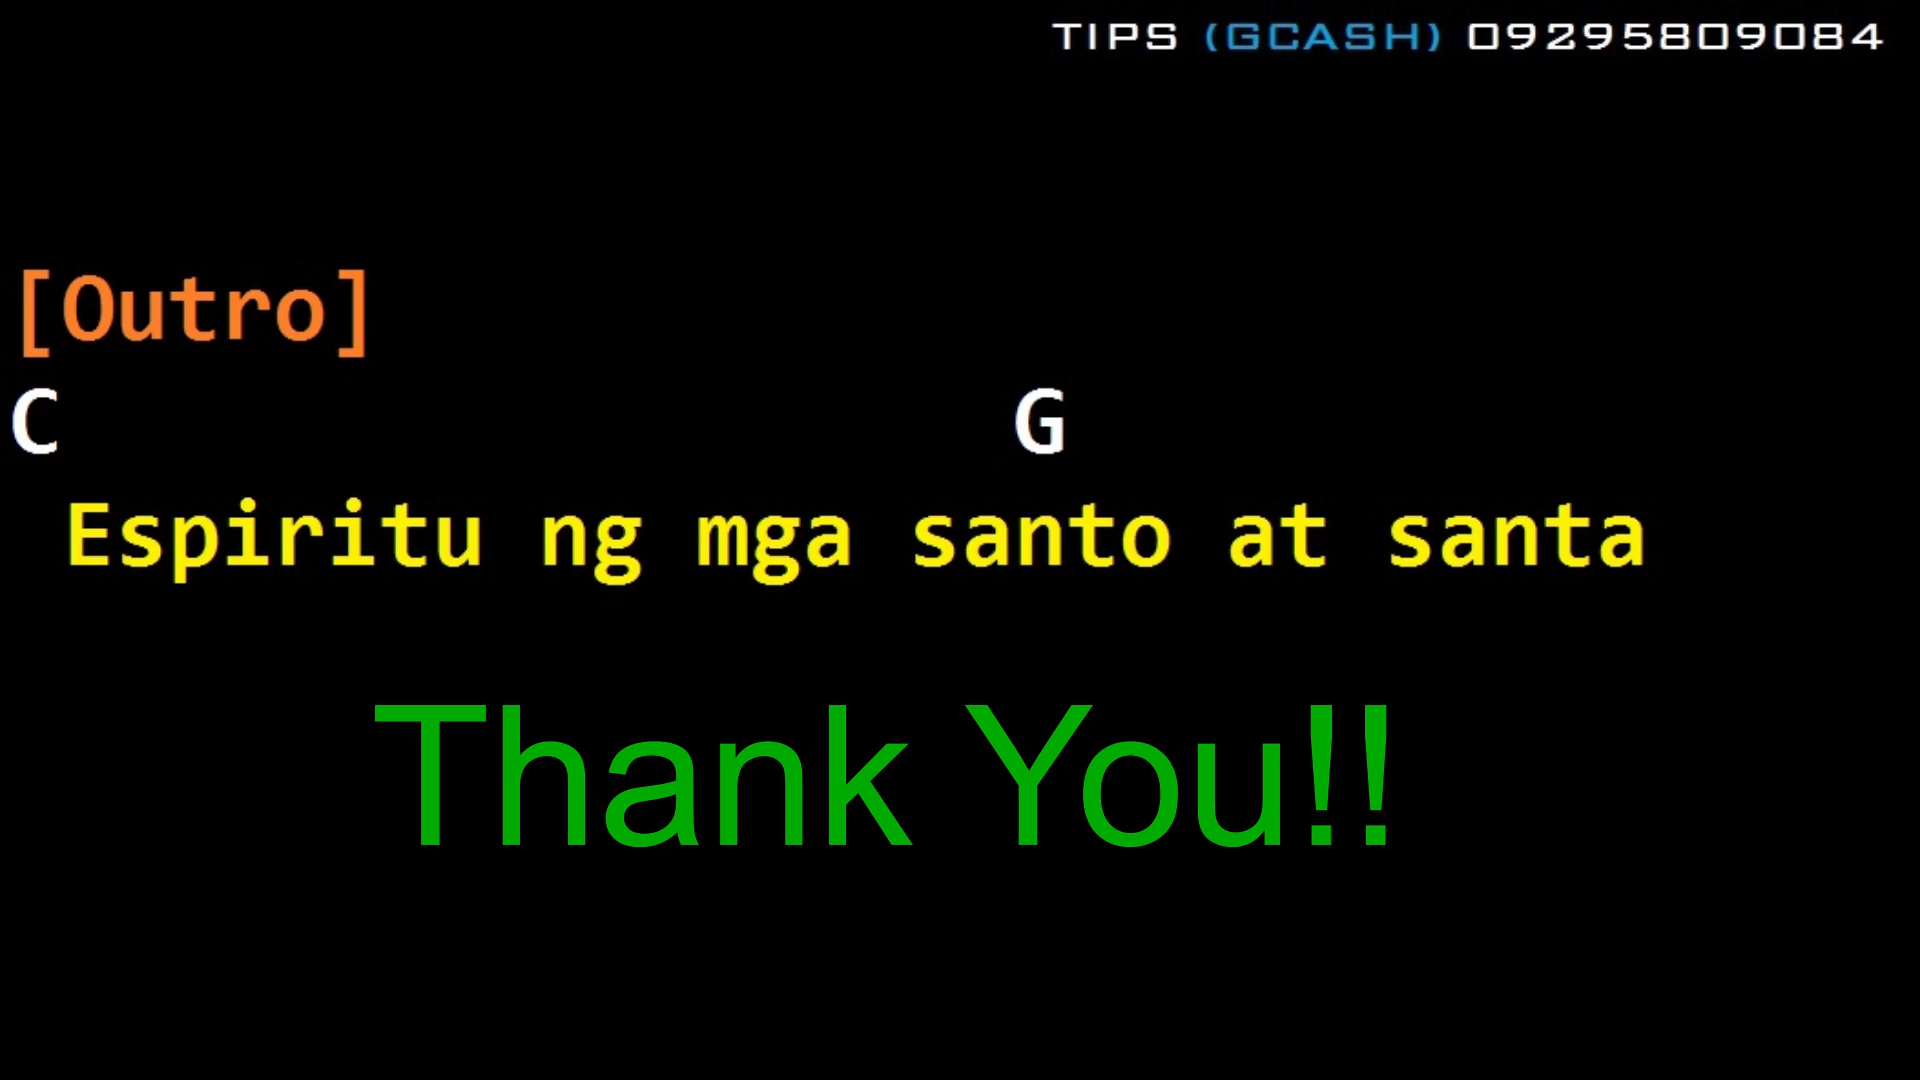 TIPS (GCASH) 09295809084
[Outro]
C G
Espiritu ng mga santo at santa
Thank You!!